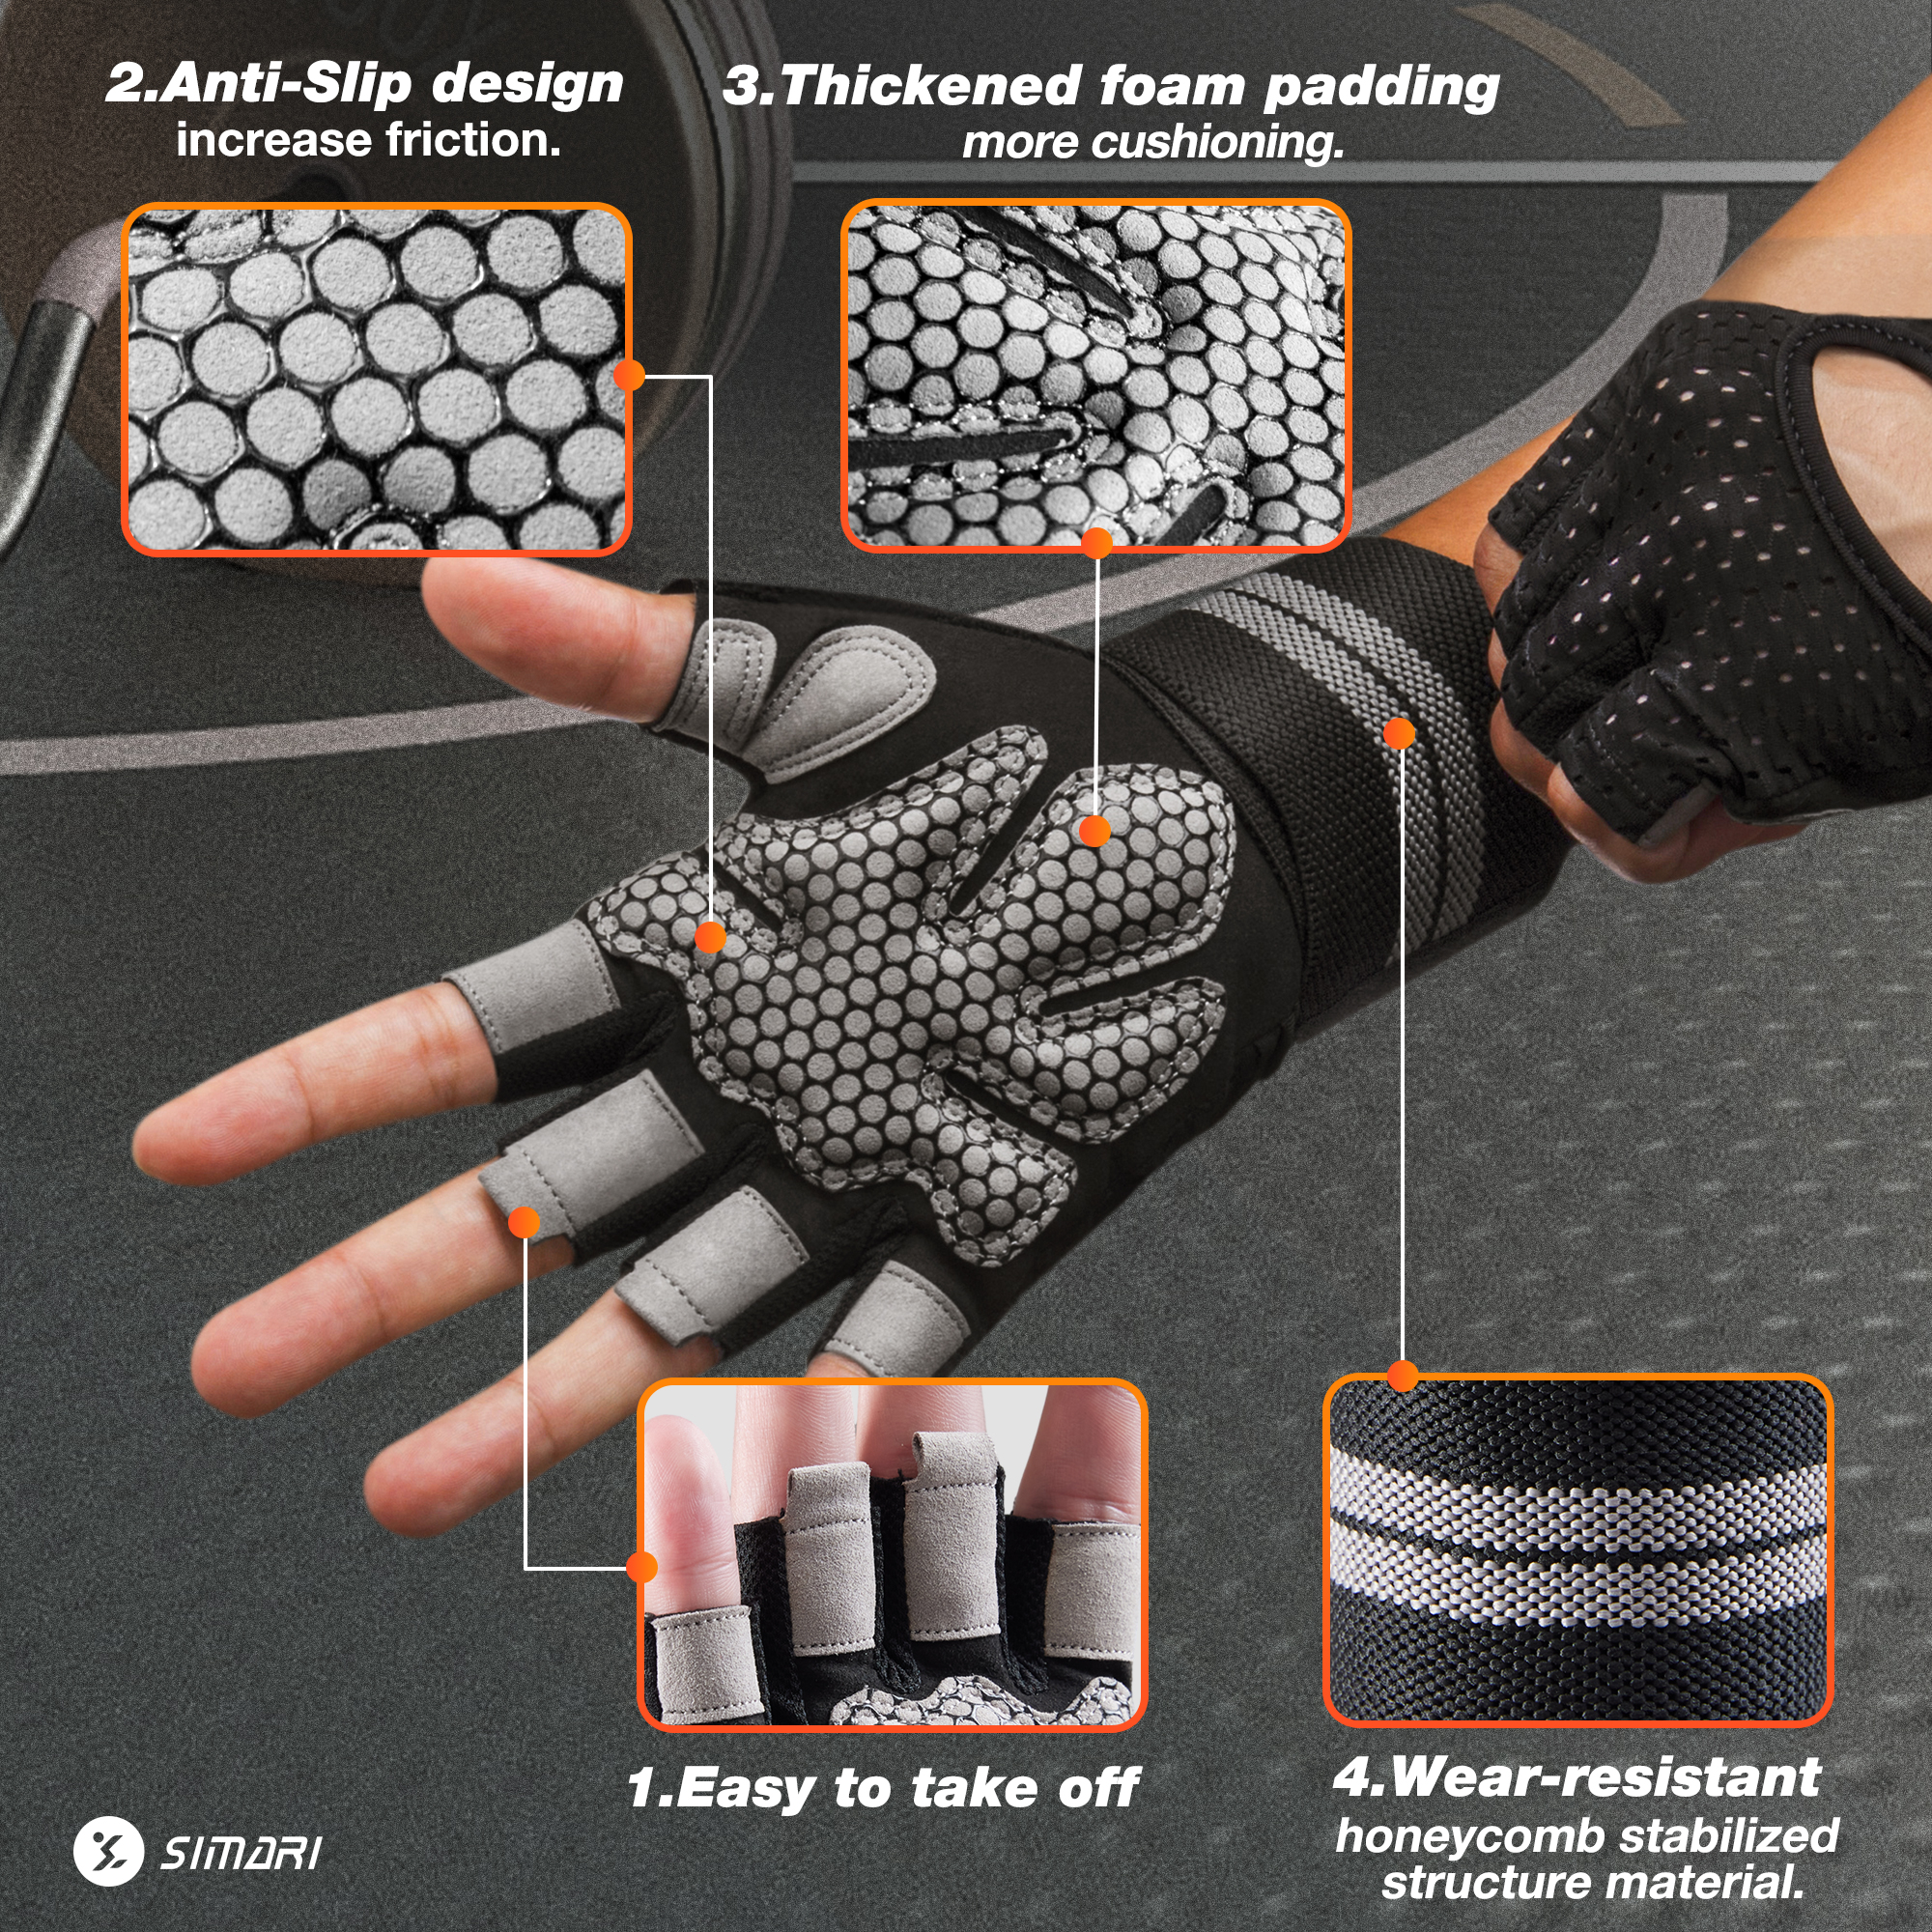 2.Anti-Slip design
increase friction.
3.Thickened foam padding
more cushioning.
1.Easy to take off
4.Wear-resistant
honeycomb stabilized
structure material.
SIMARI